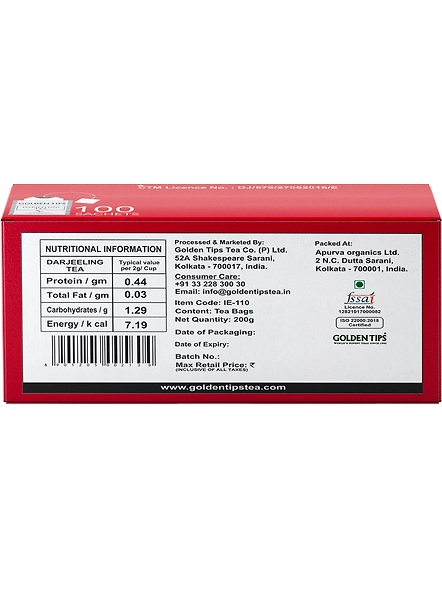 CTM Licence No. : DJ/579/27062018/E
GOLDEN TIPS
100
SACHETS
NUTRITIONAL INFORMATION
DARJEELING TEA
Typical value per 2g/ Cup
Protein / gm 0.44
Total Fat / gm 0.03
Carbohydrates / g 1.29
Energy / k cal 7.19
Processed & Marketed By:
Golden Tips Tea Co. (P) Ltd.
52A Shakespeare Sarani,
Kolkata - 700017, India.
Consumer Care:
+91 33 228 300 30
Email: info@goldentipstea.in
Item Code: IE-110
Content: Tea Bags
Net Quantity: 200g
Date of Packaging:
Date of Expiry:
Batch No.:
Max Retail Price: ₹
(INCLUSIVE OF ALL TAXES)
Packed At:
Apurva organics Ltd.
2 N.C. Dutta Sarani,
Kolkata - 700001, India.
fssai
Licence No.
12821017000082
ISO 22000:2018
Certified
GOLDEN TIPS
www.goldentipstea.com